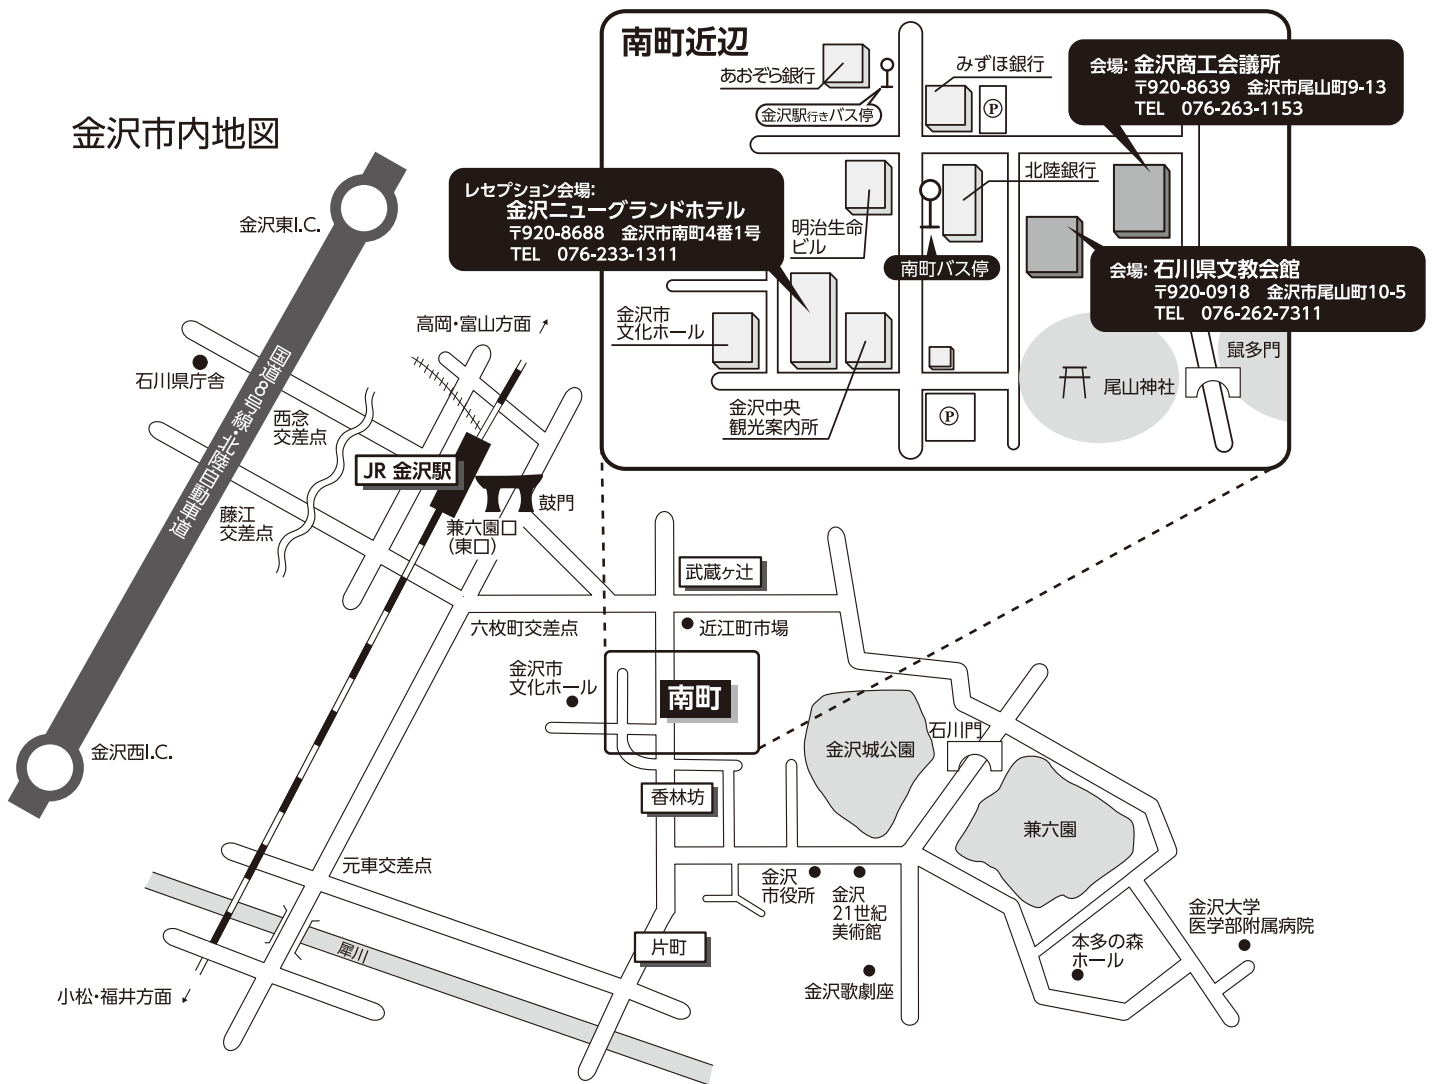 金沢市内地図
南町近辺
あおぞら銀行
金沢駅行きバス停
みずほ銀行
Ⓟ
会場: 金沢商工会議所
〒920-8639 金沢市尾山町9-13
TEL 076-263-1153
レセプション会場:
金沢ニューグランドホテル
〒920-8688 金沢市南町4番1号
TEL 076-233-1311
明治生命
ビル
北陸銀行
南町バス停
会場: 石川県文教会館
〒920-0918 金沢市尾山町10-5
TEL 076-262-7311
金沢市
文化ホール
金沢中央
観光案内所
Ⓟ
尾山神社
鼠多門
金沢東I.C.
国道8号線・北陸自動車道
石川県庁舎
西念
交差点
藤江
交差点
高岡・富山方面
JR 金沢駅
鼓門
兼六園口
(東口)
武蔵ヶ辻
六枚町交差点
近江町市場
金沢市
文化ホール
南町
金沢西I.C.
金沢城公園
石川門
兼六園
香林坊
元車交差点
金沢
市役所
金沢
21世紀
美術館
金沢歌劇座
片町
犀川
小松・福井方面
本多の森
ホール
金沢大学
医学部附属病院